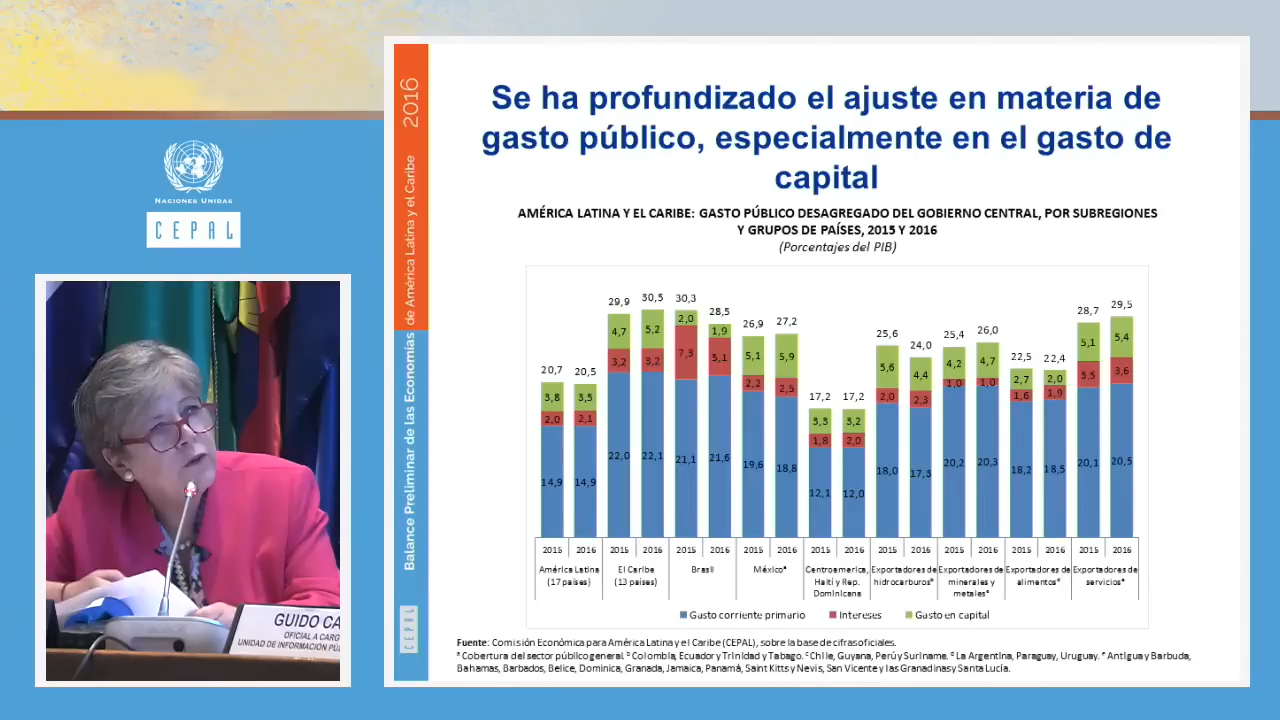 NACIONES UNIDAS
CEPAL
GUIDO CA
OFICIAL A CARG
UNIDAD DE INFORMACIÓN PÚ
2016
Balance Preliminar de las Economías de América Latina y el Caribe
CEPAL
Se ha profundizado el ajuste en materia de
gasto público, especialmente en el gasto de
capital
AMÉRICA LATINA Y EL CARIBE: GASTO PÚBLICO DESAGREGADO DEL GOBIERNO CENTRAL, POR SUBREGIONES
Y GRUPOS DE PAÍSES, 2015 Y 2016
(Porcentajes del PIB)
20,7 20,5 29,9 30,5 30,3 28,5 26,9 27,2 17,2 17,2 25,6 24,0 25,4 26,0 22,5 22,4 28,7 29,5
3,8 3,5 4,7 5,2 2,0 1,9 5,1 5,9 3,3 3,2 5,6 4,4 4,2 4,7 2,7 2,0 5,1 5,4
2,0 2,1 3,2 3,2 7,3 5,1 2,2 2,5 1,8 2,0 2,0 2,3 1,0 1,0 1,6 1,9 3,5 3,6
14,9 14,9 22,0 22,1 21,1 21,6 19,6 18,8 12,1 12,0 18,0 17,3 20,2 20,3 18,2 18,5 20,1 20,5
2015 2016 2015 2016 2015 2016 2015 2016 2015 2016 2015 2016 2015 2016 2015 2016 2015 2016
América Latina
(17 países)
El Caribe
(13 países)
Brasil
México ª
Centroamerica,
Haití y Rep.
Dominicana
Exportadores de
hidrocarburos ᵇ
Exportadores de
minerales y
metales ᶜ
Exportadores de
alimentos ᵈ
Exportadores de
servicios ᵉ
Gasto corriente primario Intereses Gasto en capital
Fuente: Comisión Económica para América Latina y el Caribe (CEPAL), sobre la base de cifras oficiales.
ª Cobertura del sector público general. ᵇ Colombia, Ecuador y Trinidad y Tabago. ᶜ Chile, Guyana, Perú y Suriname. ᵈ La Argentina, Paraguay, Uruguay. ᵉ Antigua y Barbuda,
Bahamas, Barbados, Belice, Dominica, Granada, Jamaica, Panamá, Saint Kitts y Nevis, San Vicente y las Granadinas y Santa Lucía.